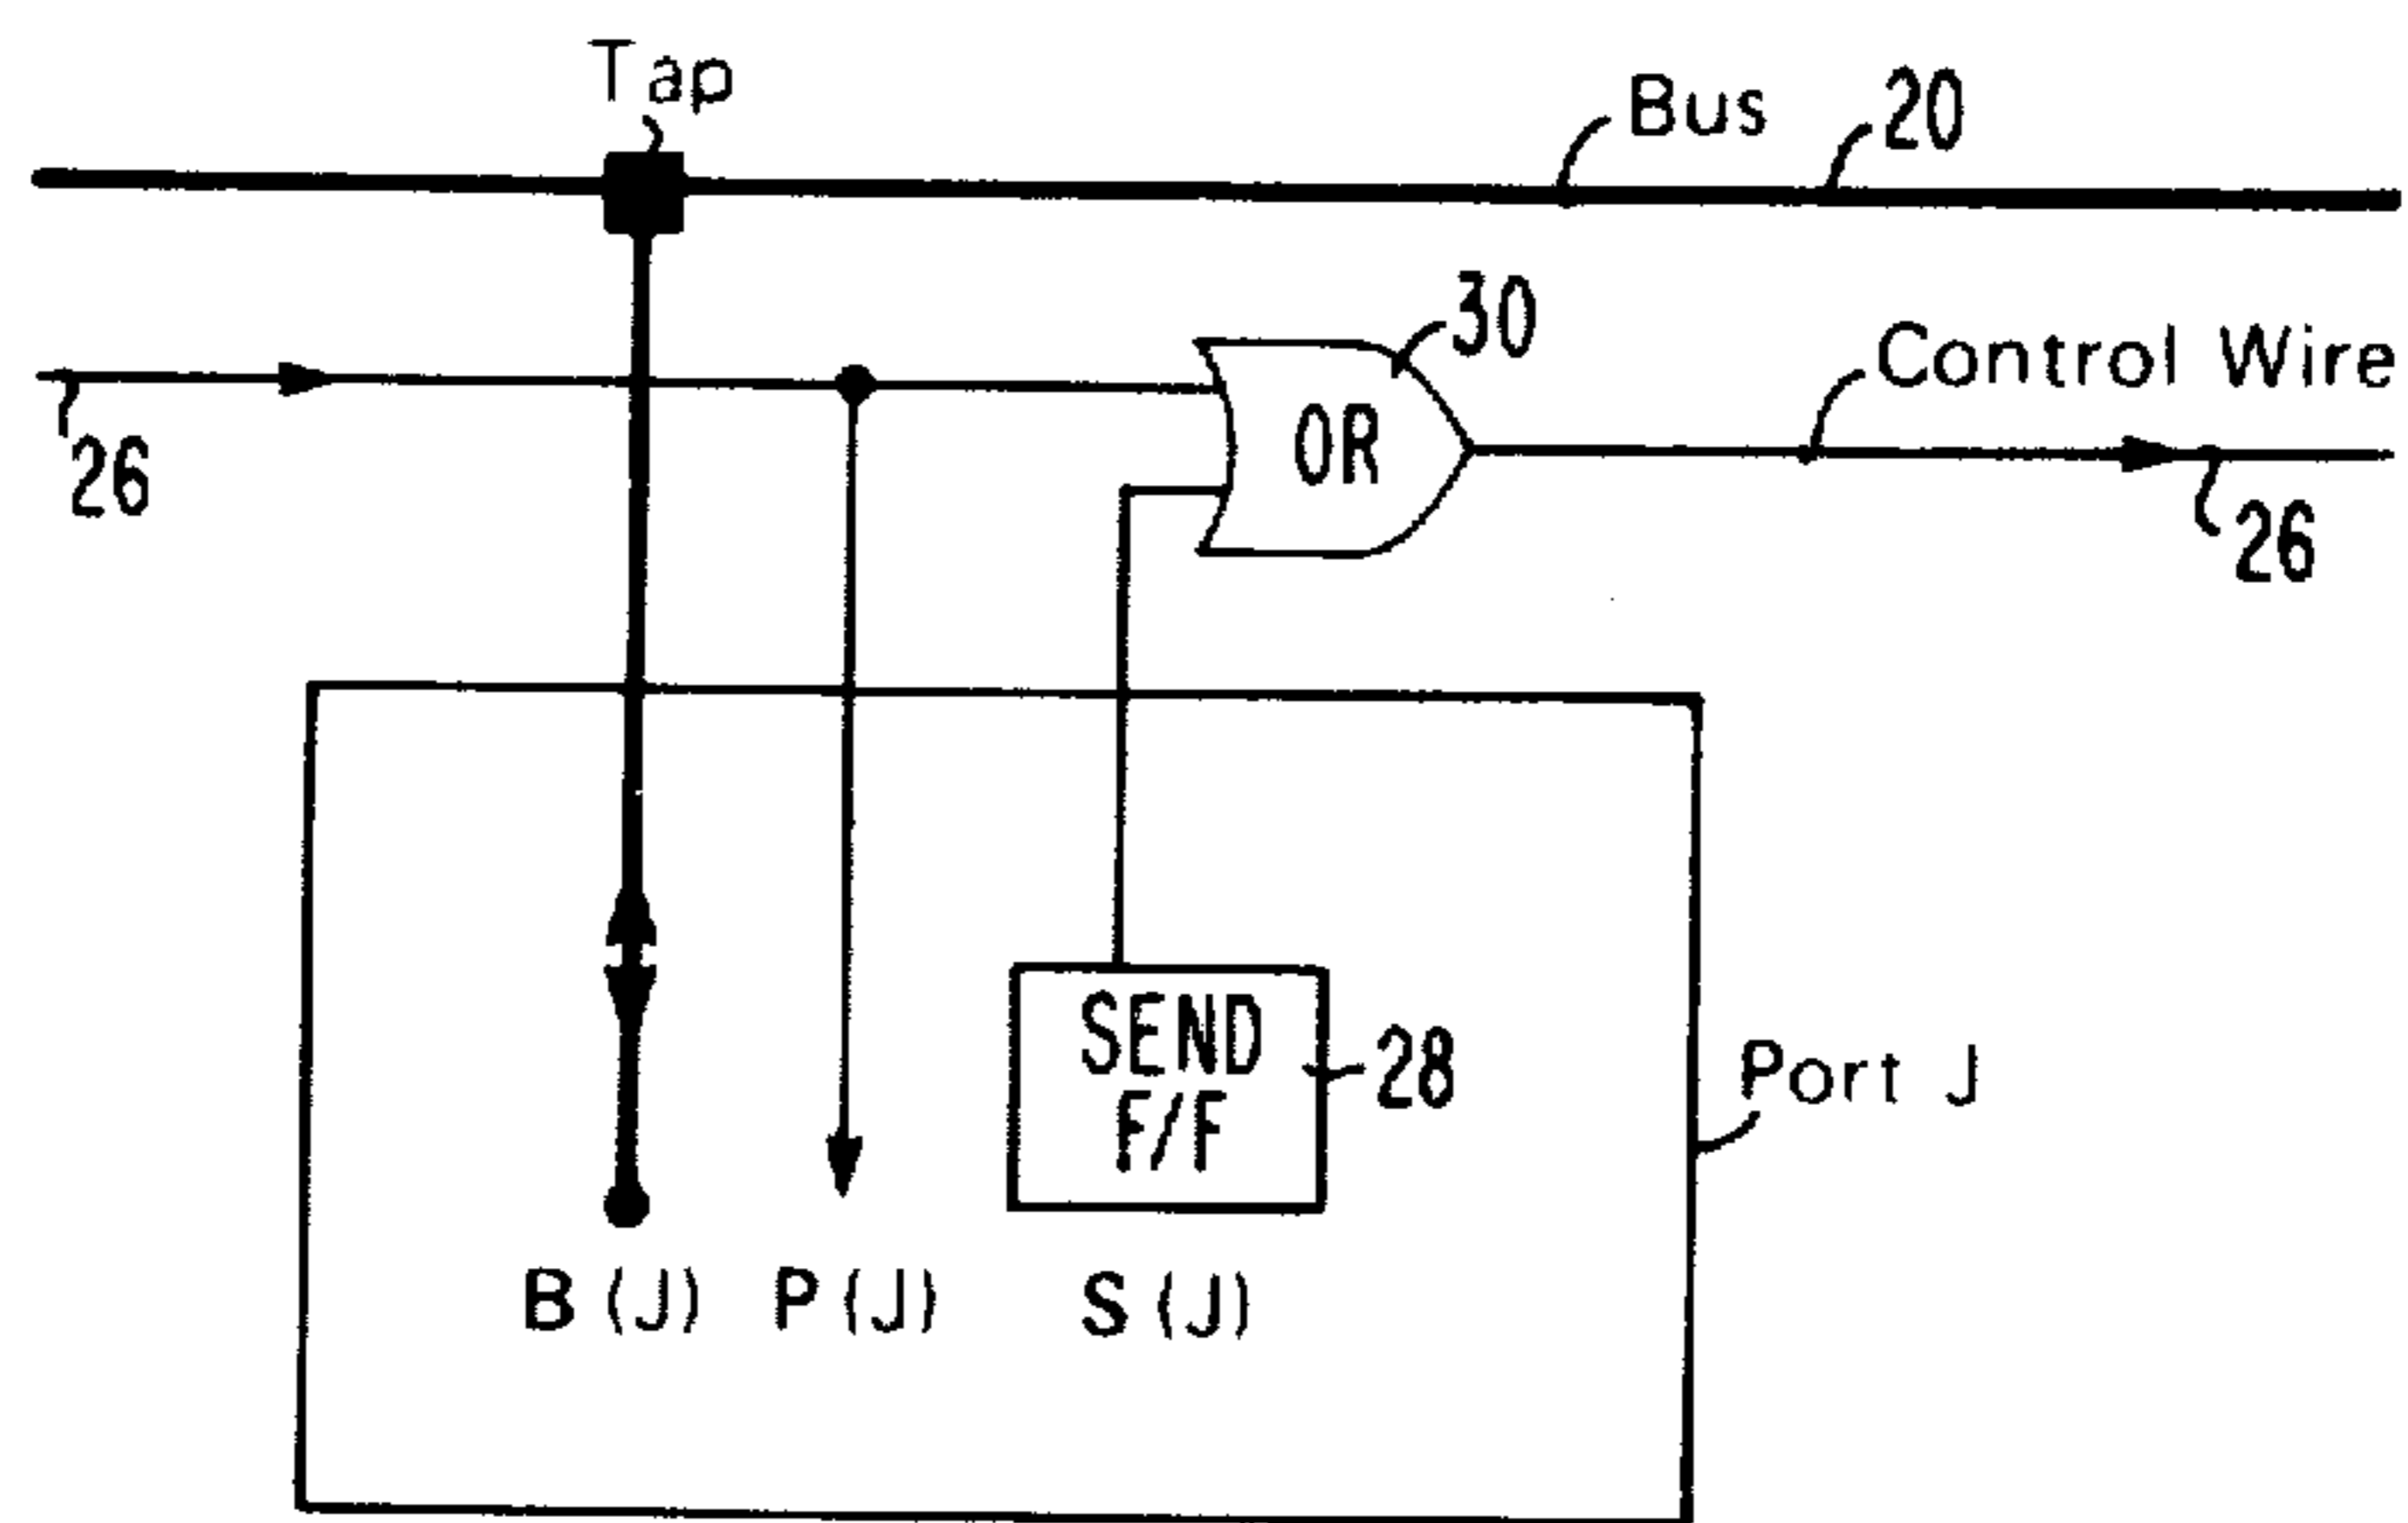 Tap
Bus
20
30
Control Wire
OR
26
26
SEND
F/F
28
Port J
B(J) P(J) S(J)